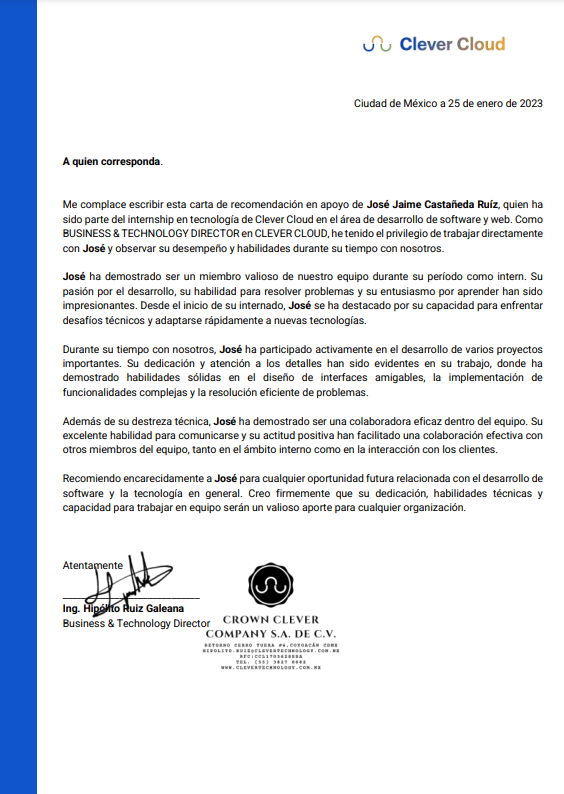 Clever Cloud
Ciudad de México a 25 de enero de 2023
A quien corresponda.
Me complace escribir esta carta de recomendación en apoyo de José Jaime Castañeda Ruíz, quien ha
sido parte del internship en tecnología de Clever Cloud en el área de desarrollo de software y web. Como
BUSINESS & TECHNOLOGY DIRECTOR en CLEVER CLOUD, he tenido el privilegio de trabajar directamente
con José y observar su desempeño y habilidades durante su tiempo con nosotros.
José ha demostrado ser un miembro valioso de nuestro equipo durante su período como intern. Su
pasión por el desarrollo, su habilidad para resolver problemas y su entusiasmo por aprender han sido
impresionantes. Desde el inicio de su internado, José se ha destacado por su capacidad para enfrentar
desafíos técnicos y adaptarse rápidamente a nuevas tecnologías.
Durante su tiempo con nosotros, José ha participado activamente en el desarrollo de varios proyectos
importantes. Su dedicación y atención a los detalles han sido evidentes en su trabajo, donde ha
demostrado habilidades sólidas en el diseño de interfaces amigables, la implementación de
funcionalidades complejas y la resolución eficiente de problemas.
Además de su destreza técnica, José ha demostrado ser una colaboradora eficaz dentro del equipo. Su
excelente habilidad para comunicarse y su actitud positiva han facilitado una colaboración efectiva con
otros miembros del equipo, tanto en el ámbito interno como en la interacción con los clientes.
Recomiendo encarecidamente a José para cualquier oportunidad futura relacionada con el desarrollo de
software y la tecnología en general. Creo firmemente que su dedicación, habilidades técnicas y
capacidad para trabajar en equipo serán un valioso aporte para cualquier organización.
Atentamente
Ing. Hipólito Ruiz Galeana
Business & Technology Director
CROWN CLEVER
COMPANY S.A. DE C.V.
RETORNO CERRO TUERA #6,COYOACÁN CDMX
HIPOLITO.RUIZ@CLEVERTECHNOLOGY.COM.MX
TEL. (55) 3827 0482
WWW.CLEVERTECHNOLOGY.COM.MX